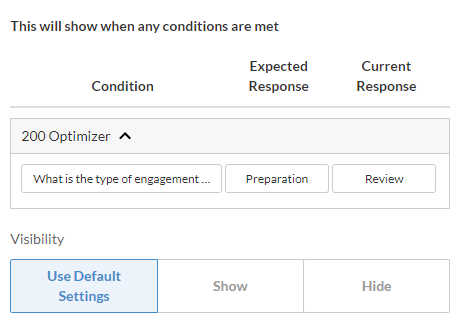 This will show when any conditions are met
Expected Current
Condition Response Response
200 Optimizer
What is the type of engagement ... Preparation Review
Visibility
Use Default
Settings Show Hide